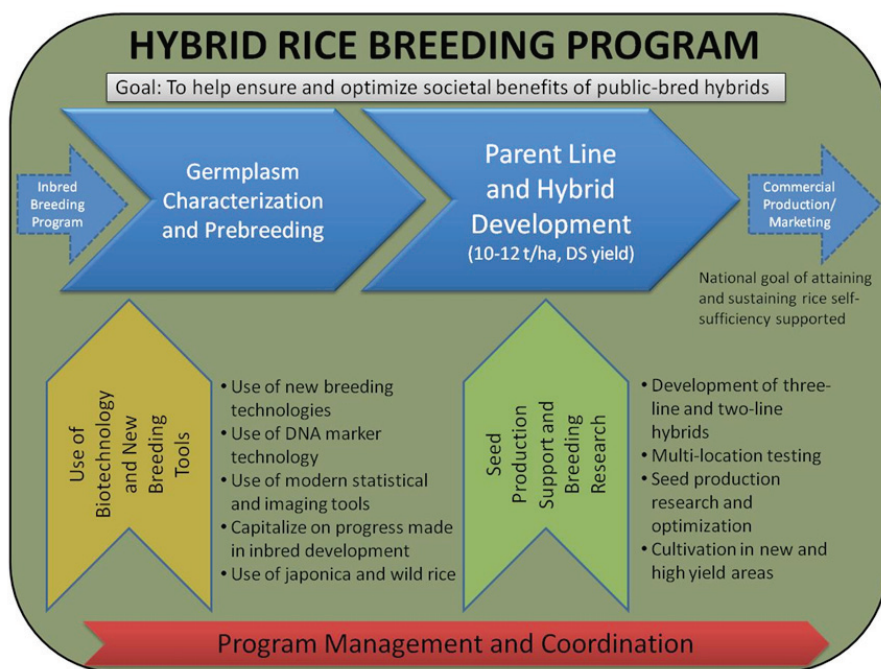 HYBRID RICE BREEDING PROGRAM
Goal: To help ensure and optimize societal benefits of public-bred hybrids
Inbred
Breeding
Program
Germplasm
Characterization
and Prebreeding
Parent Line
and Hybrid
Development
(10-12 t/ha, DS yield)
Commercial
Production/
Marketing
National goal of attaining
and sustaining rice self-
sufficiency supported
Use of
Biotechnology
and New
Breeding
Tools
• Use of new breeding
technologies
• Use of DNA marker
technology
• Use of modern statistical
and imaging tools
• Capitalize on progress made
in inbred development
• Use of japonica and wild rice
Seed
Production
Support and
Breeding
Research
• Development of three-
line and two-line
hybrids
• Multi-location testing
• Seed production
research and
optimization
• Cultivation in new and
high yield areas
Program Management and Coordination